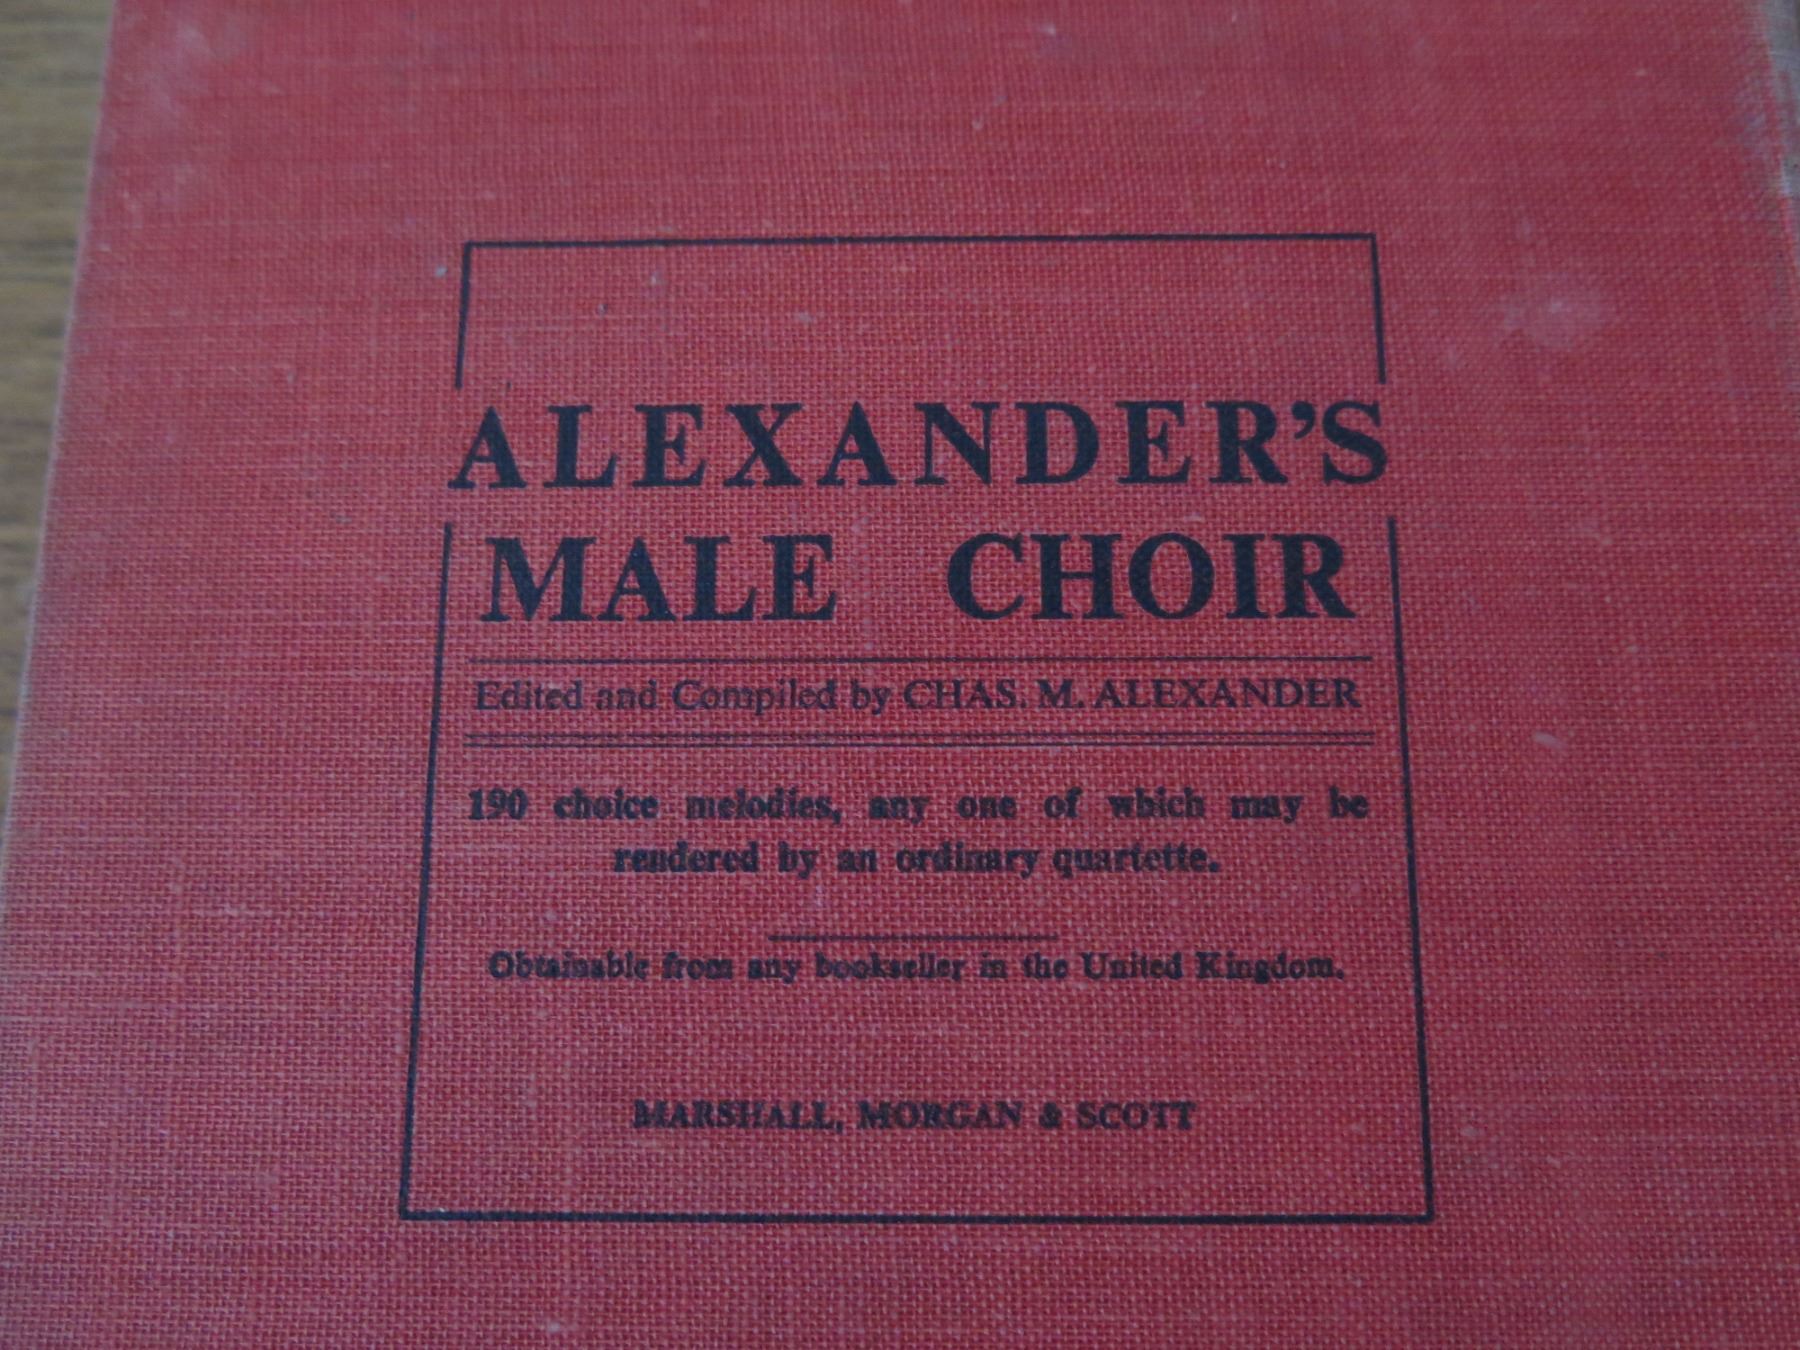 ALEXANDER'S
MALE CHOIR
Edited and Compiled by CHAS. M. ALEXANDER
190 choice melodies, any one of which may be
rendered by an ordinary quartette.
Obtainable from any bookseller in the United Kingdom.
MARSHALL, MORGAN & SCOTT